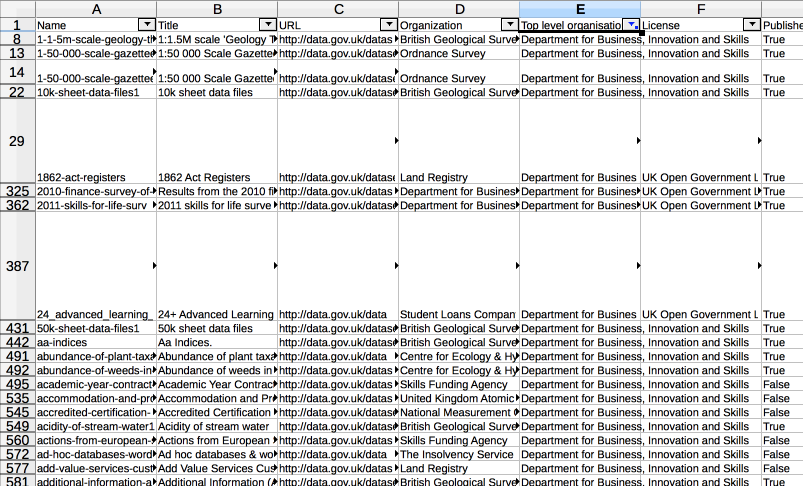 A B C D E F
1 Name Title URL Organization Top level organisatio License Publishe
8 1-1-5m-scale-geology-ti 1:1.5M scale 'Geology T http://data.gov.uk/datas British Geological Surve Department for Business, Innovation and Skills True
13 1-50-000-scale-gazettee 1:50 000 Scale Gazette http://data.gov.uk/datas Ordnance Survey Department for Business, Innovation and Skills True
14 1-50-000-scale-gazettee 1:50 000 Scale Gazette http://data.gov.uk/datas Ordnance Survey Department for Business, Innovation and Skills True
22 10k-sheet-data-files1 10k sheet data files http://data.gov.uk/datas British Geological Surve Department for Business, Innovation and Skills True
29 1862-act-registers 1862 Act Registers http://data.gov.uk/datase Land Registry Department for Busines UK Open Government L True
325 2010-finance-survey-of- Results from the 2010 fi http://data.gov.uk/datas Department for Busines Department for Busines UK Open Government L True
362 2011-skills-for-life-surv 2011 skills for life surve http://data.gov.uk/datas Department for Busines Department for Busines UK Open Government L True
387 24_advanced_learning_ 24+ Advanced Learning http://data.gov.uk/data Student Loans Compan Department for Busines UK Open Government L True
431 50k-sheet-data-files1 50k sheet data files http://data.gov.uk/datas British Geological Surve Department for Business, Innovation and Skills True
442 aa-indices Aa Indices. http://data.gov.uk/datas British Geological Surve Department for Business, Innovation and Skills True
491 abundance-of-plant-taxa Abundance of plant taxa http://data.gov.uk/data Centre for Ecology & Hy Department for Business, Innovation and Skills True
492 abundance-of-weeds-in- Abundance of weeds in http://data.gov.uk/datas Centre for Ecology & Hy Department for Business, Innovation and Skills True
495 academic-year-contract Academic Year Contrac http://data.gov.uk/datas Skills Funding Agency Department for Business, Innovation and Skills False
535 accommodation-and-pro Accommodation and Pr http://data.gov.uk/datas United Kingdom Atomic Department for Business, Innovation and Skills False
545 accredited-certification- Accredited Certification http://data.gov.uk/datas National Measurement Department for Business, Innovation and Skills False
549 acidity-of-stream-water1 Acidity of stream water http://data.gov.uk/datas British Geological Surve Department for Business, Innovation and Skills True
560 actions-from-european- Actions from European http://data.gov.uk/datas Skills Funding Agency Department for Business, Innovation and Skills False
572 ad-hoc-databases-word Ad hoc databases & wo http://data.gov.uk/data The Insolvency Service Department for Business, Innovation and Skills False
577 add-value-services-cust Add Value Services Cus http://data.gov.uk/datas Land Registry Department for Business, Innovation and Skills False
581 additional-information-a Additional Information (A http://data.gov.uk/datas British Geological Surve Department for Business, Innovation and Skills True